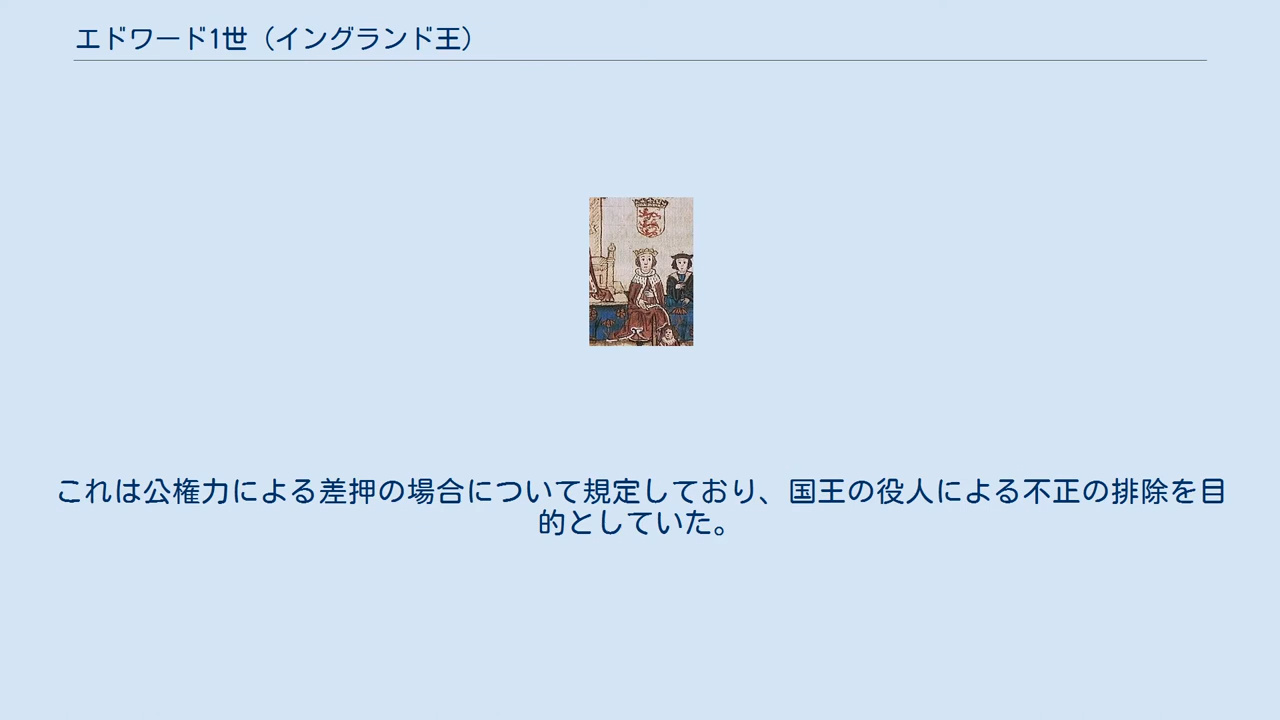 エドワード1世（イングランド王）
これは公権力による差押の場合について規定しており、国王の役人による不正の排除を目
的としていた。